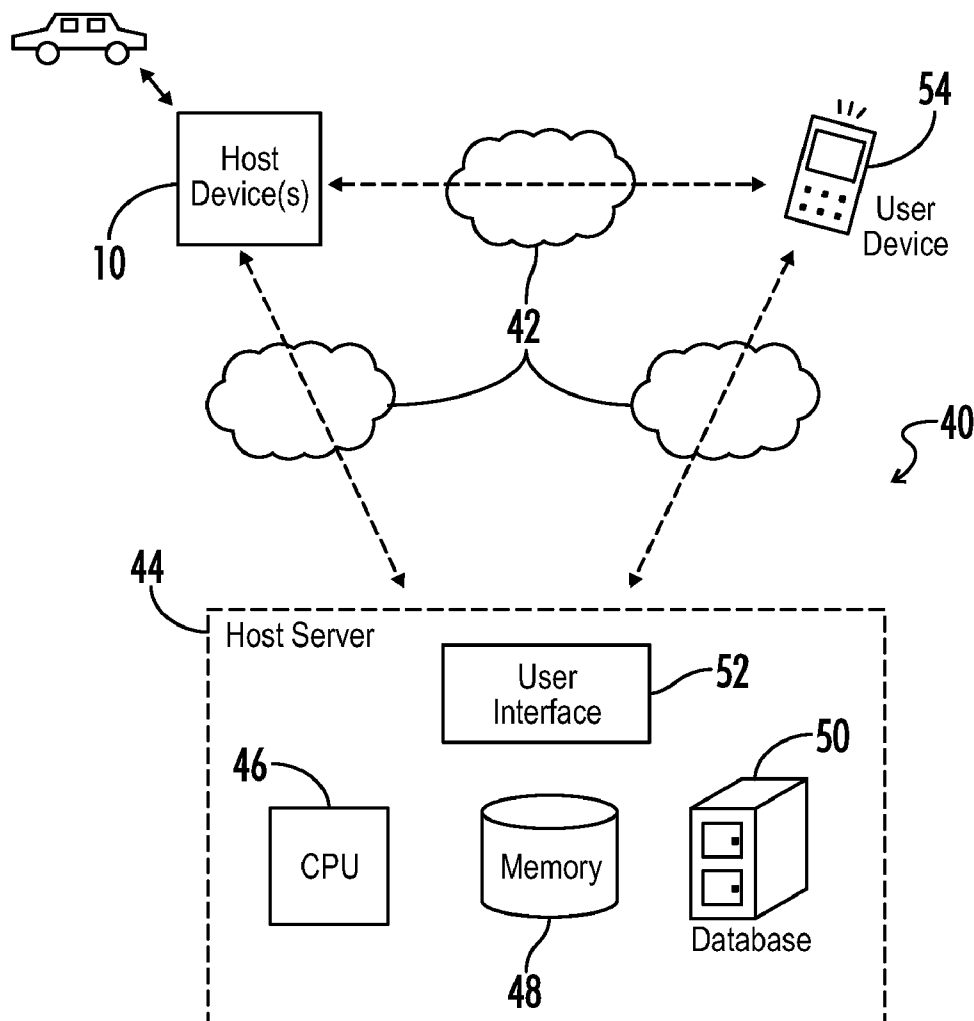 54
Host
Device(s)
10
User
Device
42
40
44
Host Server
User
Interface
52
46
50
CPU
Memory
Database
48